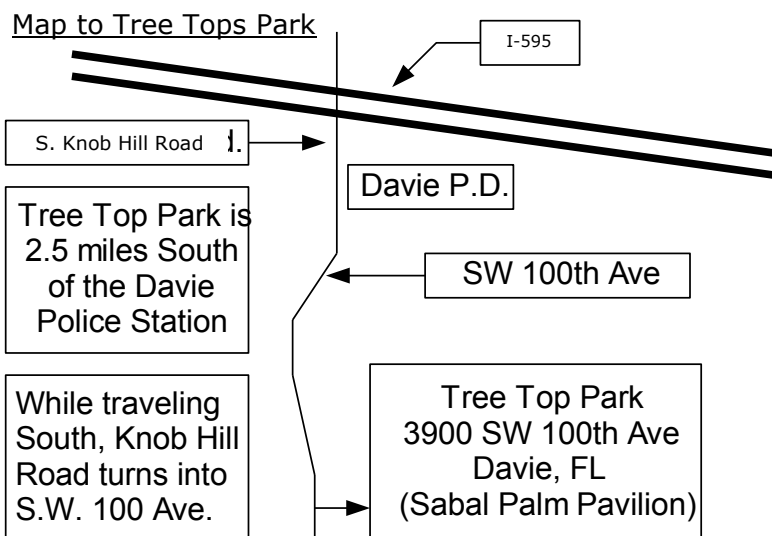 Map to Tree Tops Park
I-595
S. Knob Hill Road d.
Davie P.D.
Tree Top Park is
2.5 miles South
of the Davie
Police Station
SW 100th Ave
While traveling
South, Knob Hill
Road turns into
S.W. 100 Ave.
Tree Top Park
3900 SW 100th Ave
Davie, FL
(Sabal Palm Pavilion)